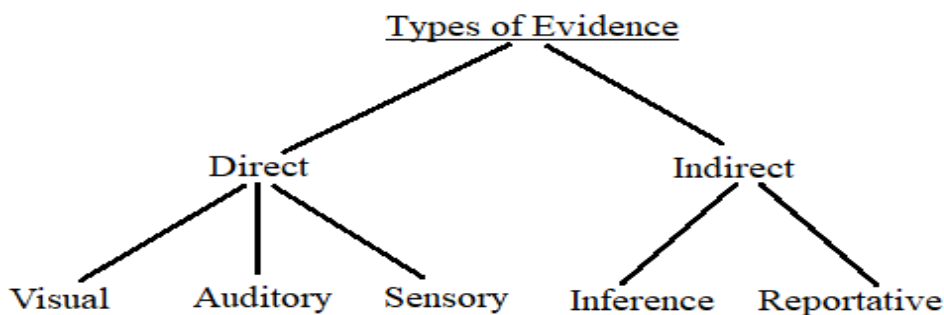 Types of Evidence
Direct Indirect
Visual Auditory Sensory Inference Reportative